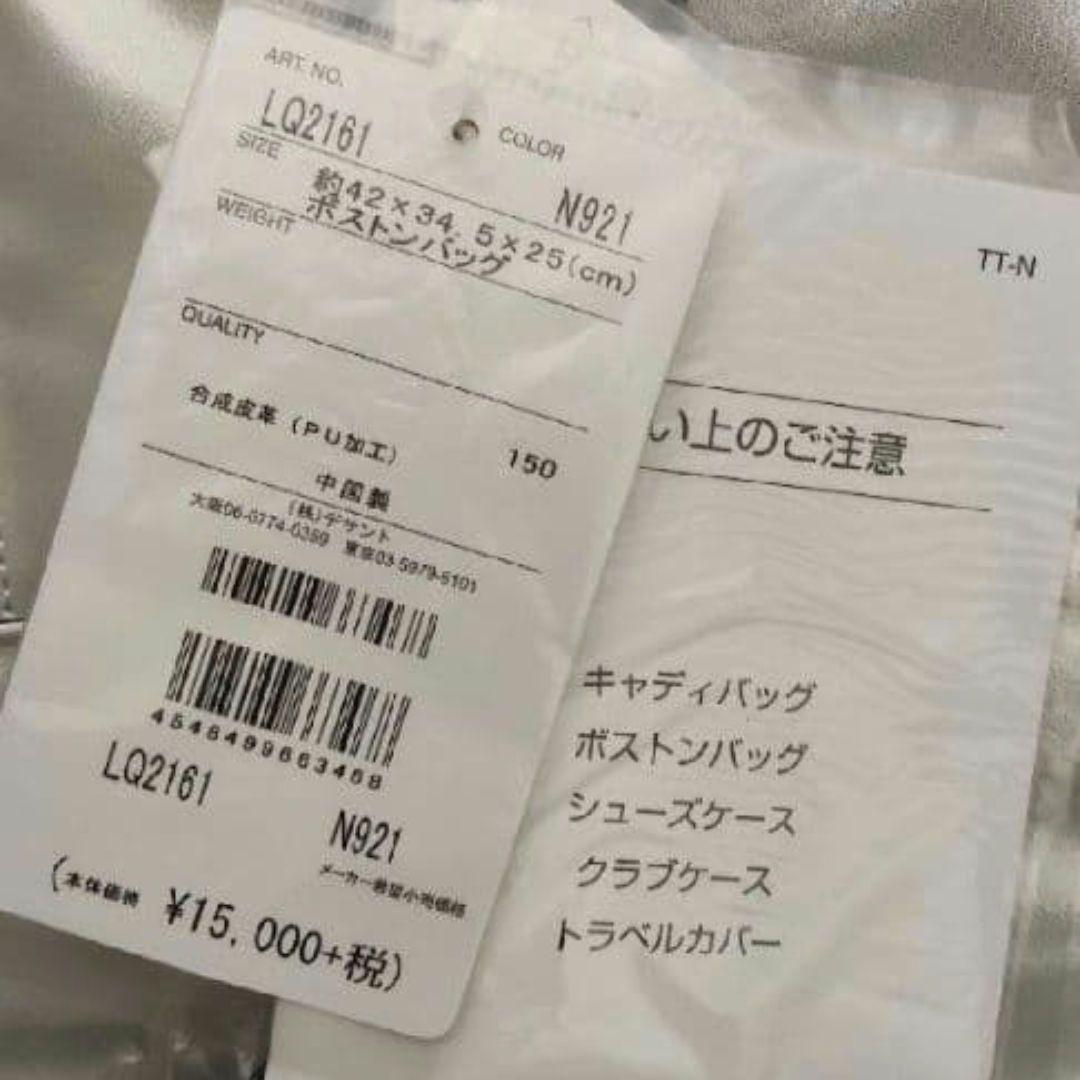 ART. NO.
LQ2161
COLOR
N921
SIZE
約42×34.5×25(cm)
ボストンバッグ
WEIGHT
QUALITY
合成皮革(PU加工)
150
中国製
(株)デサント
大阪06-6774-0359 東京03-5979-6101
4546499663468
LQ2161
N921
メーカー希望小売価格
(本体価格 ¥15,000+税)
TT-N
い上のご注意
キャディバッグ
ボストンバッグ
シューズケース
クラブケース
トラベルカバー